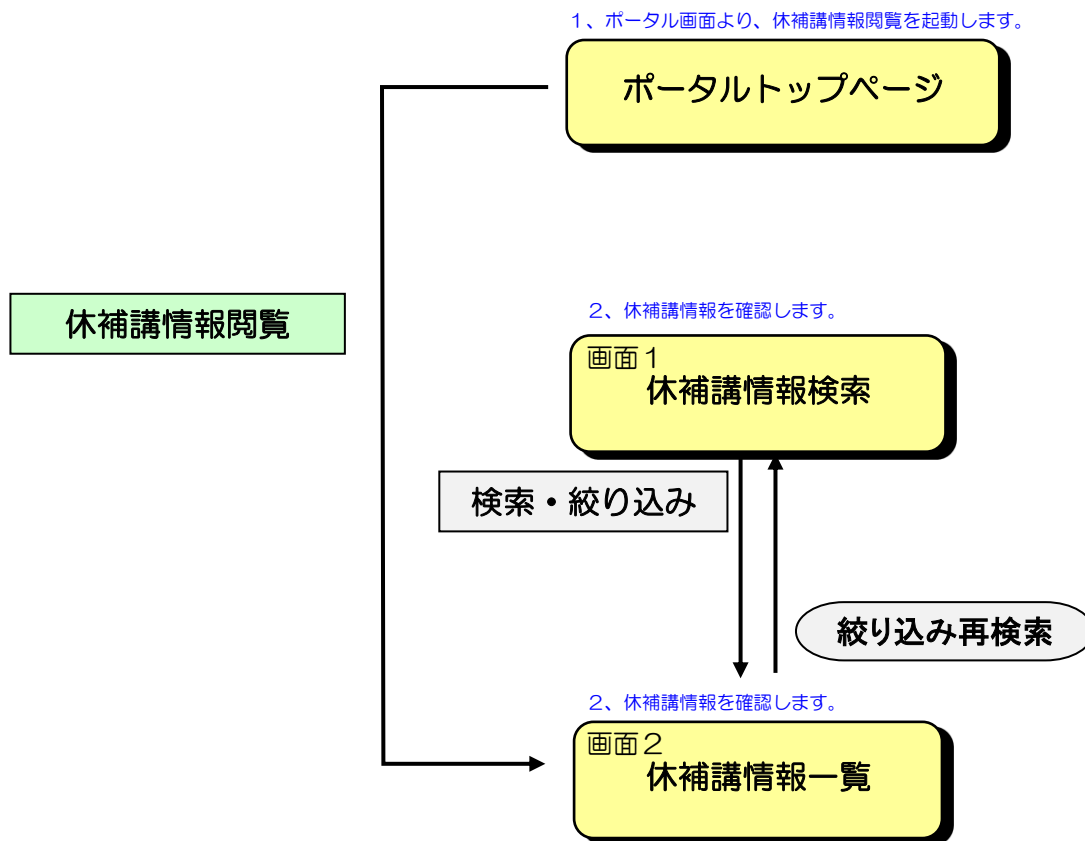 １、ポータル画面より、休補講情報閲覧を起動します。
ポータルトップページ
休補講情報閲覧
２、休補講情報を確認します。
画面１
休補講情報検索
検索・絞り込み
絞り込み再検索
２、休補講情報を確認します。
画面２
休補講情報一覧